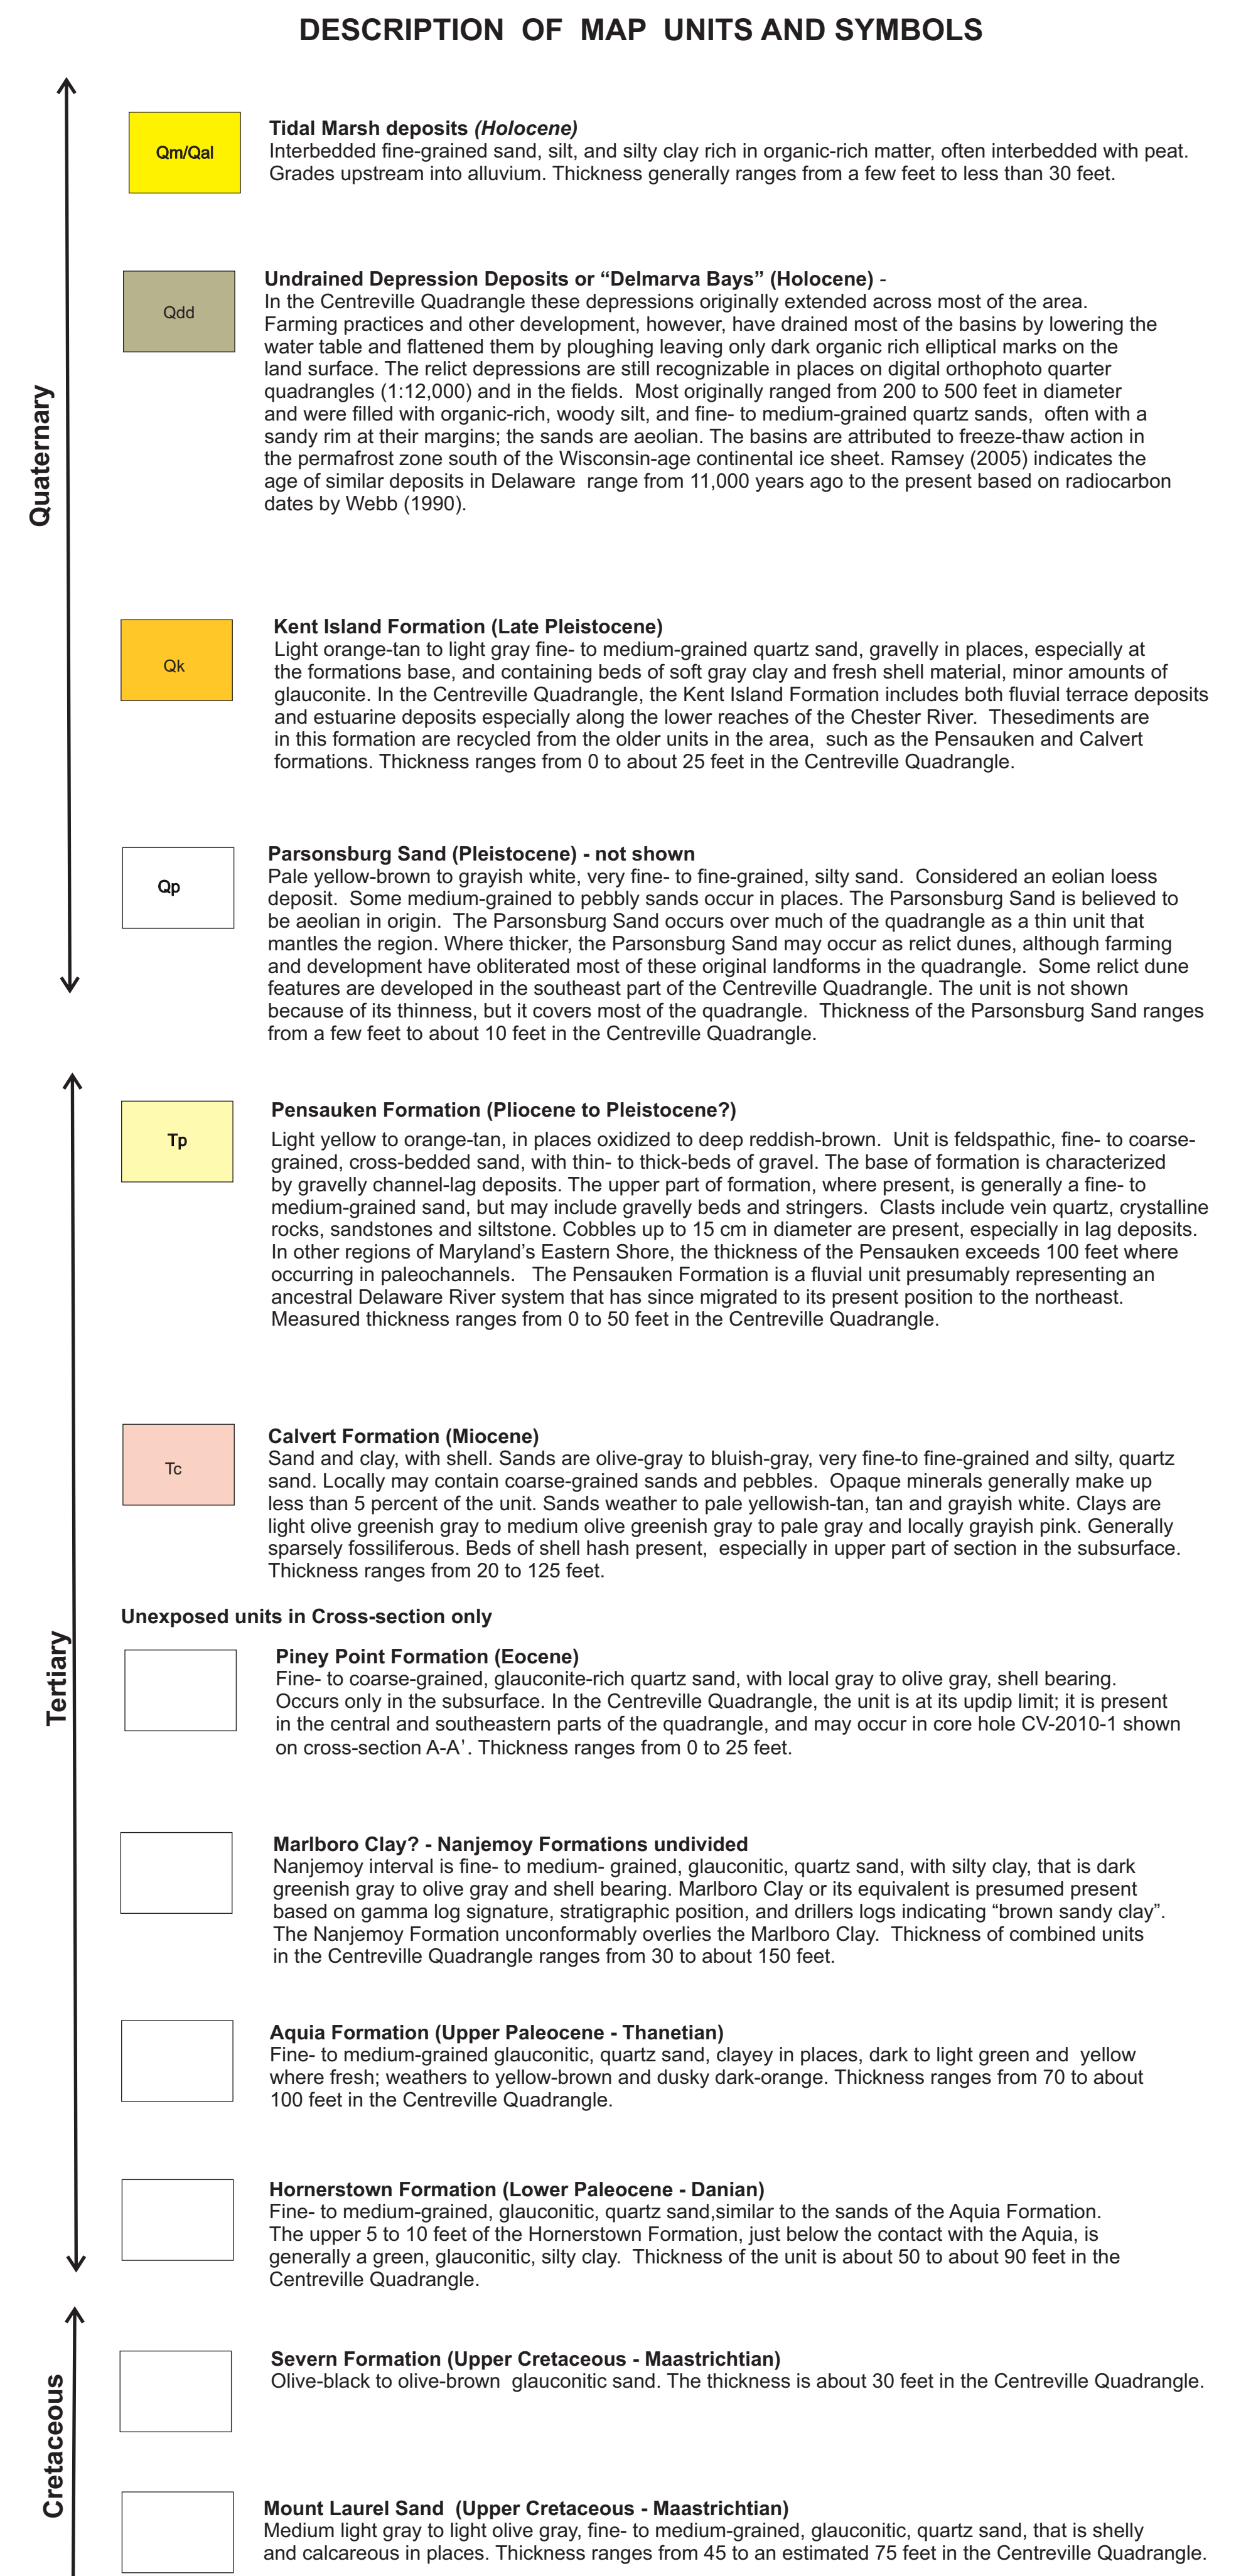 DESCRIPTION OF MAP UNITS AND SYMBOLS
Quaternary
Qm/Qal
Tidal Marsh deposits (Holocene)
Interbedded fine-grained sand, silt, and silty clay rich in organic-rich matter, often interbedded with peat.
Grades upstream into alluvium. Thickness generally ranges from a few feet to less than 30 feet.
Qdd
Undrained Depression Deposits or “Delmarva Bays” (Holocene) -
In the Centreville Quadrangle these depressions originally extended across most of the area.
Farming practices and other development, however, have drained most of the basins by lowering the
water table and flattened them by ploughing leaving only dark organic rich elliptical marks on the
land surface. The relict depressions are still recognizable in places on digital orthophoto quarter
quadrangles (1:12,000) and in the fields. Most originally ranged from 200 to 500 feet in diameter
and were filled with organic-rich, woody silt, and fine- to medium-grained quartz sands, often with a
sandy rim at their margins; the sands are aeolian. The basins are attributed to freeze-thaw action in
the permafrost zone south of the Wisconsin-age continental ice sheet. Ramsey (2005) indicates the
age of similar deposits in Delaware range from 11,000 years ago to the present based on radiocarbon
dates by Webb (1990).
Qk
Kent Island Formation (Late Pleistocene)
Light orange-tan to light gray fine- to medium-grained quartz sand, gravelly in places, especially at
the formations base, and containing beds of soft gray clay and fresh shell material, minor amounts of
glauconite. In the Centreville Quadrangle, the Kent Island Formation includes both fluvial terrace deposits
and estuarine deposits especially along the lower reaches of the Chester River. Thesediments are
in this formation are recycled from the older units in the area, such as the Pensauken and Calvert
formations. Thickness ranges from 0 to about 25 feet in the Centreville Quadrangle.
Qp
Parsonsburg Sand (Pleistocene) - not shown
Pale yellow-brown to grayish white, very fine- to fine-grained, silty sand. Considered an eolian loess
deposit. Some medium-grained to pebbly sands occur in places. The Parsonsburg Sand is believed to
be aeolian in origin. The Parsonsburg Sand occurs over much of the quadrangle as a thin unit that
mantles the region. Where thicker, the Parsonsburg Sand may occur as relict dunes, although farming
and development have obliterated most of these original landforms in the quadrangle. Some relict dune
features are developed in the southeast part of the Centreville Quadrangle. The unit is not shown
because of its thinness, but it covers most of the quadrangle. Thickness of the Parsonsburg Sand ranges
from a few feet to about 10 feet in the Centreville Quadrangle.
Tertiary
Tp
Pensauken Formation (Pliocene to Pleistocene?)
Light yellow to orange-tan, in places oxidized to deep reddish-brown. Unit is feldspathic, fine- to coarse-
grained, cross-bedded sand, with thin- to thick-beds of gravel. The base of formation is characterized
by gravelly channel-lag deposits. The upper part of formation, where present, is generally a fine- to
medium-grained sand, but may include gravelly beds and stringers. Clasts include vein quartz, crystalline
rocks, sandstones and siltstone. Cobbles up to 15 cm in diameter are present, especially in lag deposits.
In other regions of Maryland’s Eastern Shore, the thickness of the Pensauken exceeds 100 feet where
occurring in paleochannels. The Pensauken Formation is a fluvial unit presumably representing an
ancestral Delaware River system that has since migrated to its present position to the northeast.
Measured thickness ranges from 0 to 50 feet in the Centreville Quadrangle.
Tc
Calvert Formation (Miocene)
Sand and clay, with shell. Sands are olive-gray to bluish-gray, very fine-to fine-grained and silty, quartz
sand. Locally may contain coarse-grained sands and pebbles. Opaque minerals generally make up
less than 5 percent of the unit. Sands weather to pale yellowish-tan, tan and grayish white. Clays are
light olive greenish gray to medium olive greenish gray to pale gray and locally grayish pink. Generally
sparsely fossiliferous. Beds of shell hash present, especially in upper part of section in the subsurface.
Thickness ranges from 20 to 125 feet.
Unexposed units in Cross-section only
Piney Point Formation (Eocene)
Fine- to coarse-grained, glauconite-rich quartz sand, with local gray to olive gray, shell bearing.
Occurs only in the subsurface. In the Centreville Quadrangle, the unit is at its updip limit; it is present
in the central and southeastern parts of the quadrangle, and may occur in core hole CV-2010-1 shown
on cross-section A-A’. Thickness ranges from 0 to 25 feet.
Marlboro Clay? - Nanjemoy Formations undivided
Nanjemoy interval is fine- to medium- grained, glauconitic, quartz sand, with silty clay, that is dark
greenish gray to olive gray and shell bearing. Marlboro Clay or its equivalent is presumed present
based on gamma log signature, stratigraphic position, and drillers logs indicating “brown sandy clay”.
The Nanjemoy Formation unconformably overlies the Marlboro Clay. Thickness of combined units
in the Centreville Quadrangle ranges from 30 to about 150 feet.
Aquia Formation (Upper Paleocene - Thanetian)
Fine- to medium-grained glauconitic, quartz sand, clayey in places, dark to light green and yellow
where fresh; weathers to yellow-brown and dusky dark-orange. Thickness ranges from 70 to about
100 feet in the Centreville Quadrangle.
Hornerstown Formation (Lower Paleocene - Danian)
Fine- to medium-grained, glauconitic, quartz sand,similar to the sands of the Aquia Formation.
The upper 5 to 10 feet of the Hornerstown Formation, just below the contact with the Aquia, is
generally a green, glauconitic, silty clay. Thickness of the unit is about 50 to about 90 feet in the
Centreville Quadrangle.
Cretaceous
Severn Formation (Upper Cretaceous - Maastrichtian)
Olive-black to olive-brown glauconitic sand. The thickness is about 30 feet in the Centreville Quadrangle.
Mount Laurel Sand (Upper Cretaceous - Maastrichtian)
Medium light gray to light olive gray, fine- to medium-grained, glauconitic, quartz sand, that is shelly
and calcareous in places. Thickness ranges from 45 to an estimated 75 feet in the Centreville Quadrangle.